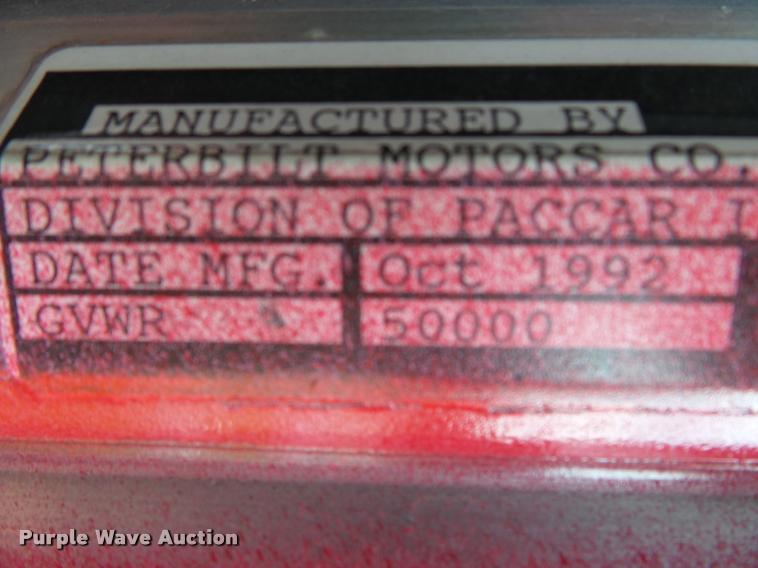 MANUFACTURED BY
PETERBILT MOTORS CO.
DIVISION OF PACCAR I
DATE MFG. Oct 1992
GVWR 50000
Purple Wave Auction